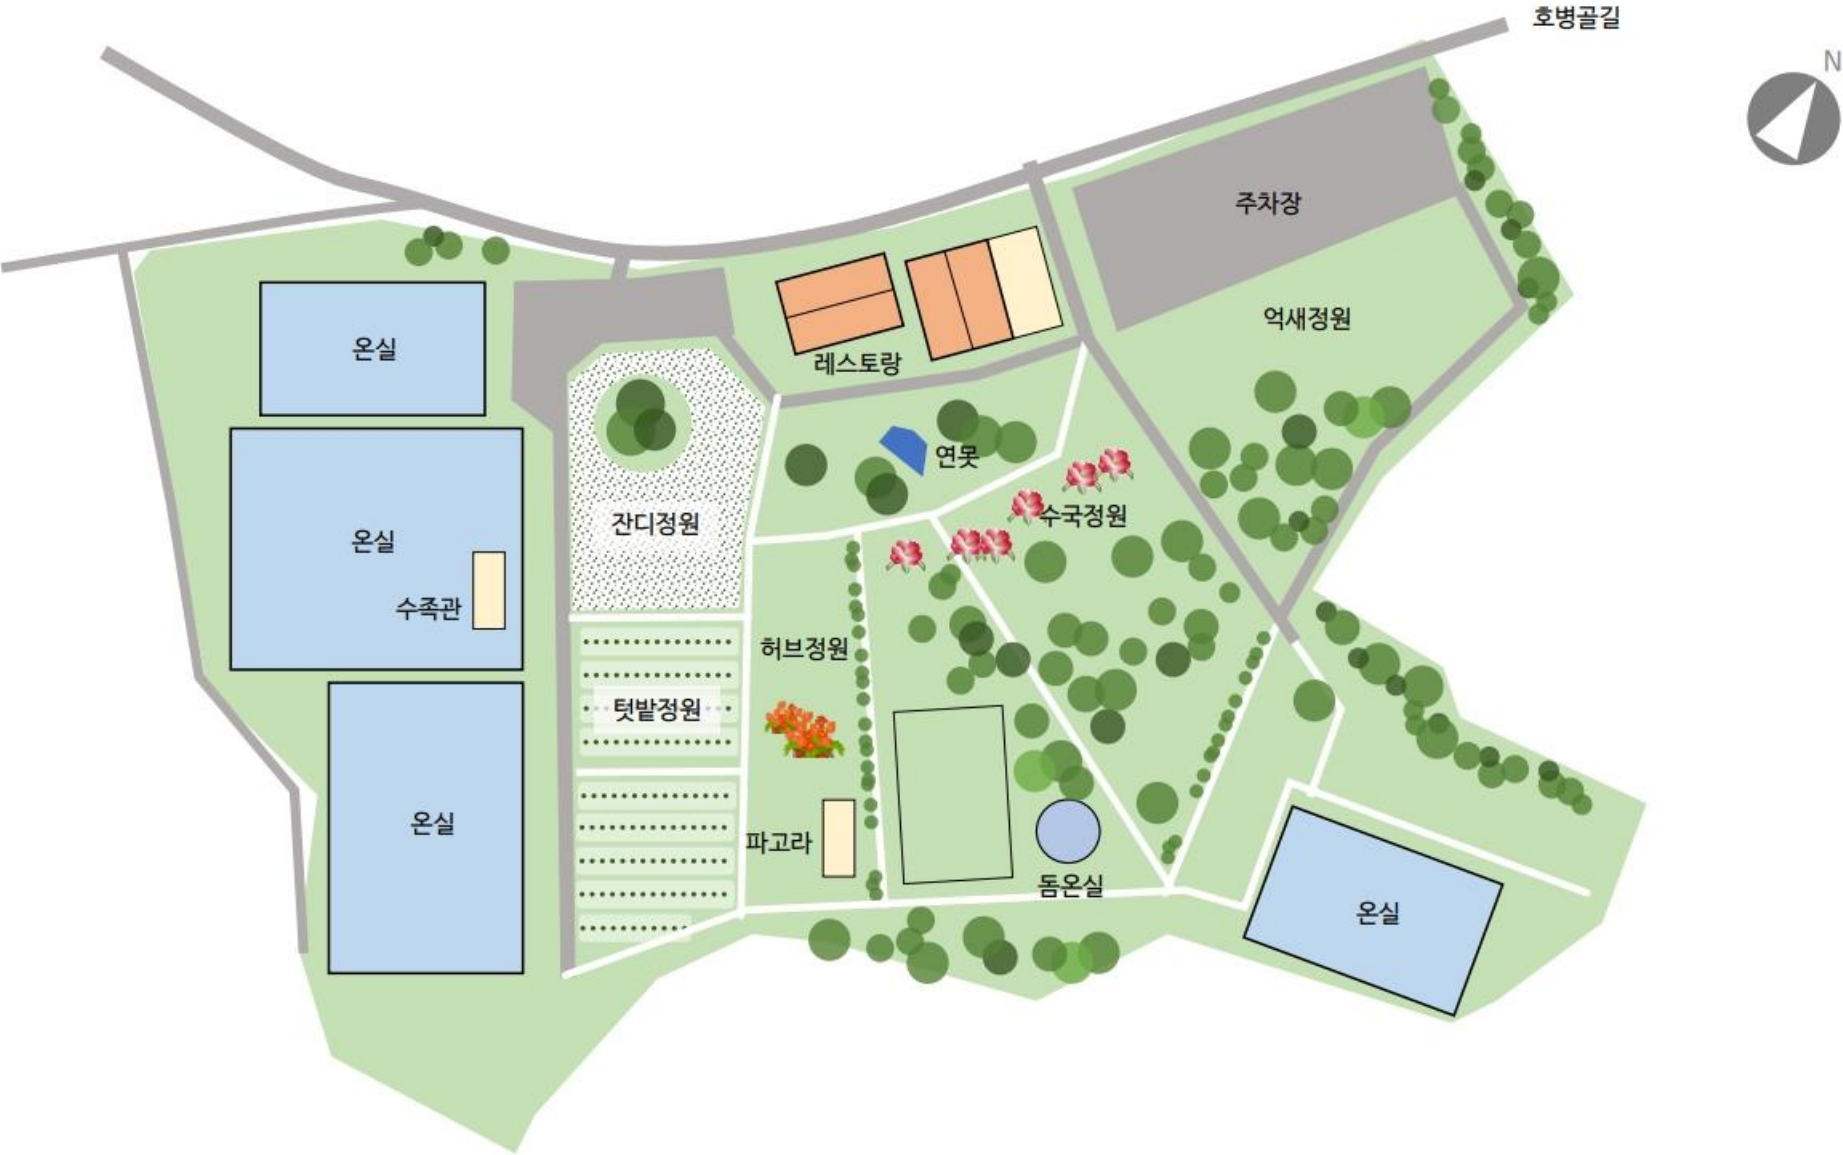 호병골길
N
주차장
억새정원
온실
레스토랑
연못
수국정원
잔디정원
온실
수족관
허브정원
텃밭정원
온실
파고라
돔온실
온실